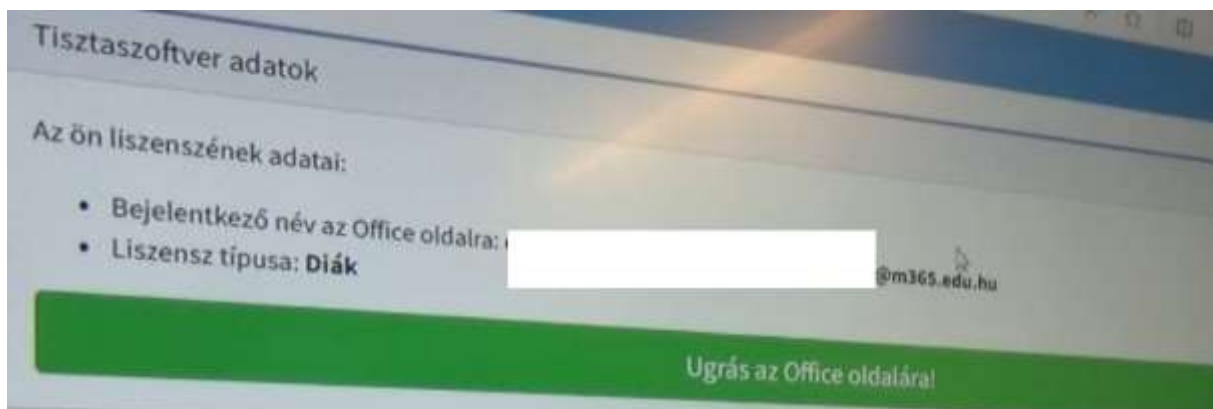 Tisztaszoftver adatok
Az ön liszenszének adatai:
• Bejelentkező név az Office oldalra:
@m365.edu.hu
• Liszensz típusa: Diák
Ugrás az Office oldalára!